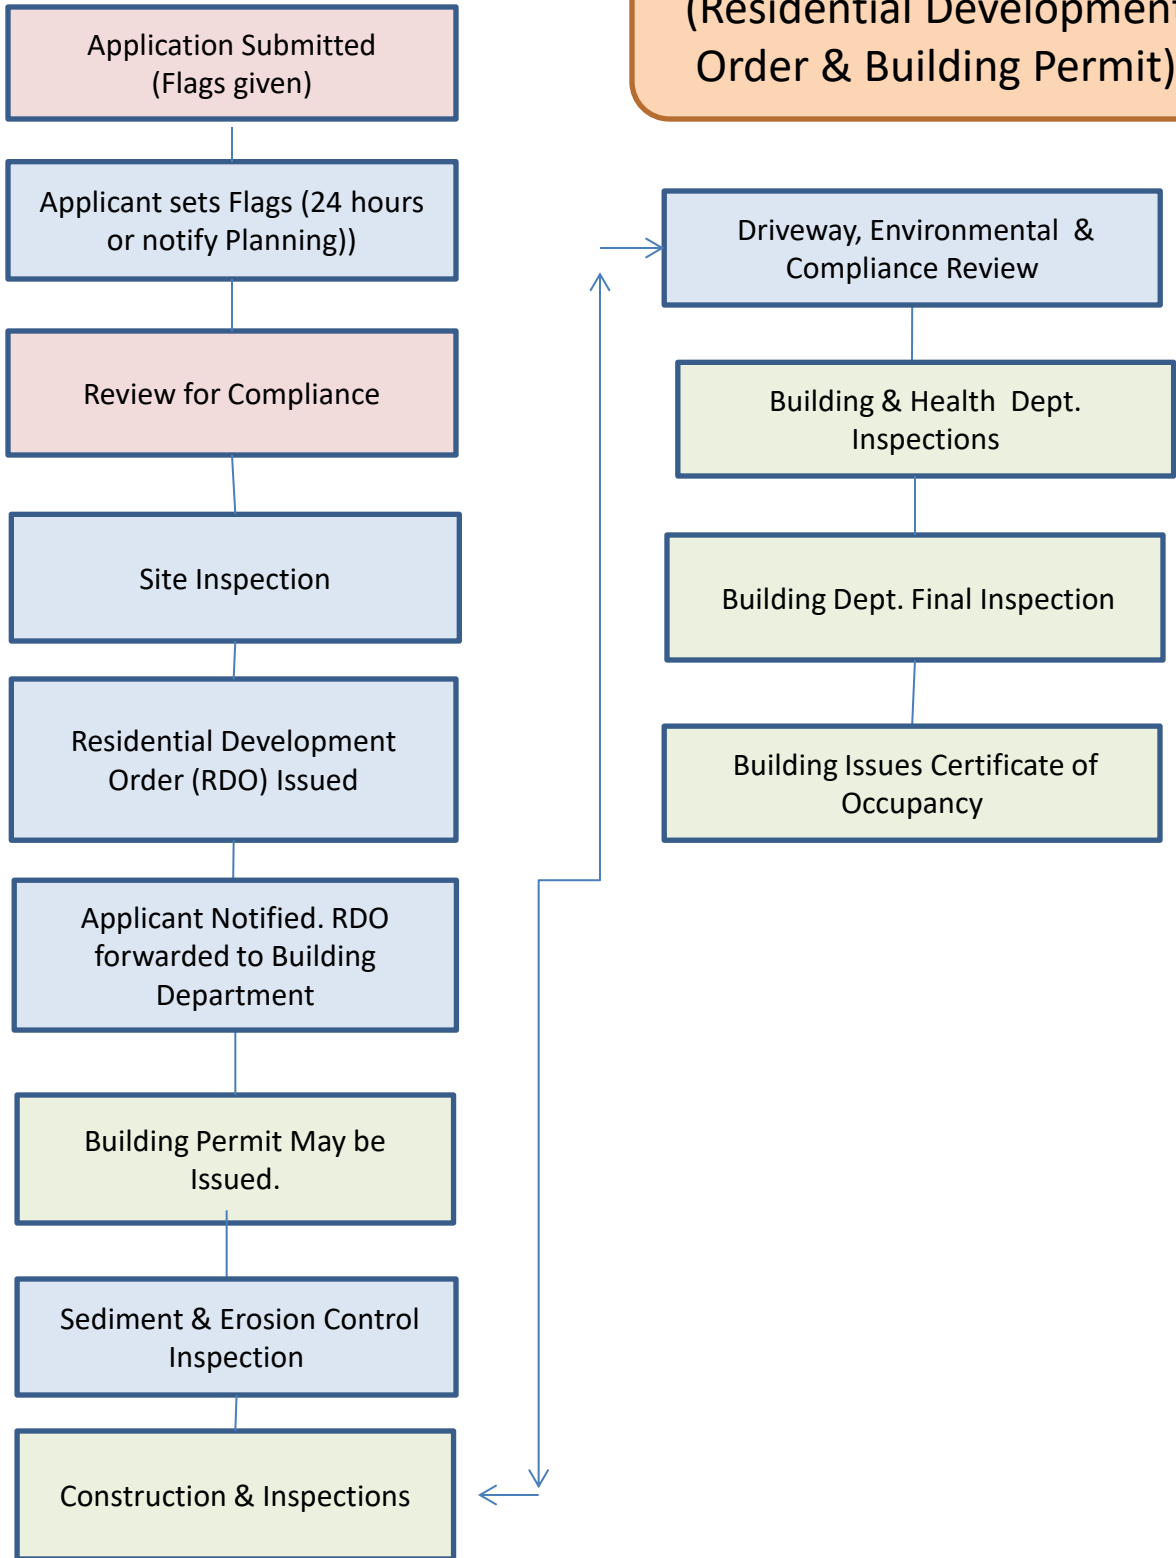 (Residential Development
Order & Building Permit)
Application Submitted
(Flags given)
Applicant sets Flags (24 hours
or notify Planning))
Review for Compliance
Site Inspection
Residential Development
Order (RDO) Issued
Applicant Notified. RDO
forwarded to Building
Department
Building Permit May be
Issued.
Sediment & Erosion Control
Inspection
Construction & Inspections
Driveway, Environmental &
Compliance Review
Building & Health Dept.
Inspections
Building Dept. Final Inspection
Building Issues Certificate of
Occupancy